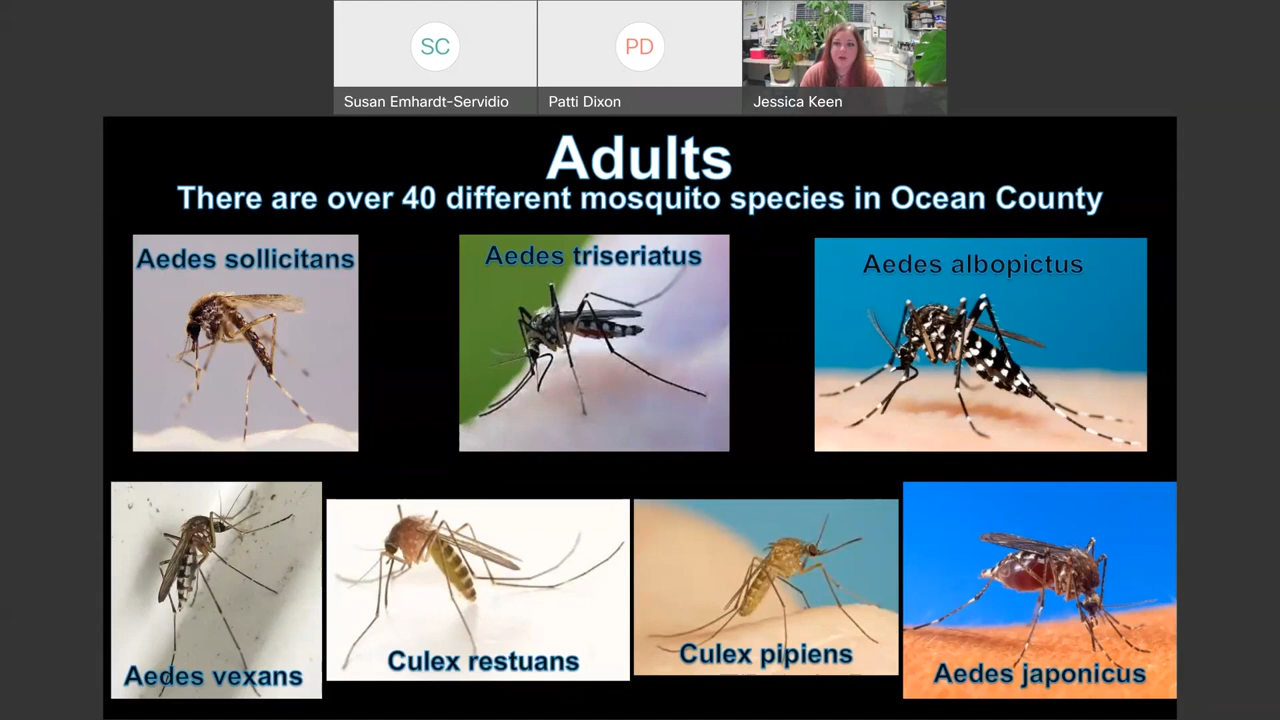 SC
PD
Susan Emhardt-Servidio
Patti Dixon
Jessica Keen
Adults
There are over 40 different mosquito species in Ocean County
Aedes sollicitans
Aedes triseriatus
Aedes albopictus
Aedes vexans
Culex restuans
Culex pipiens
Aedes japonicus